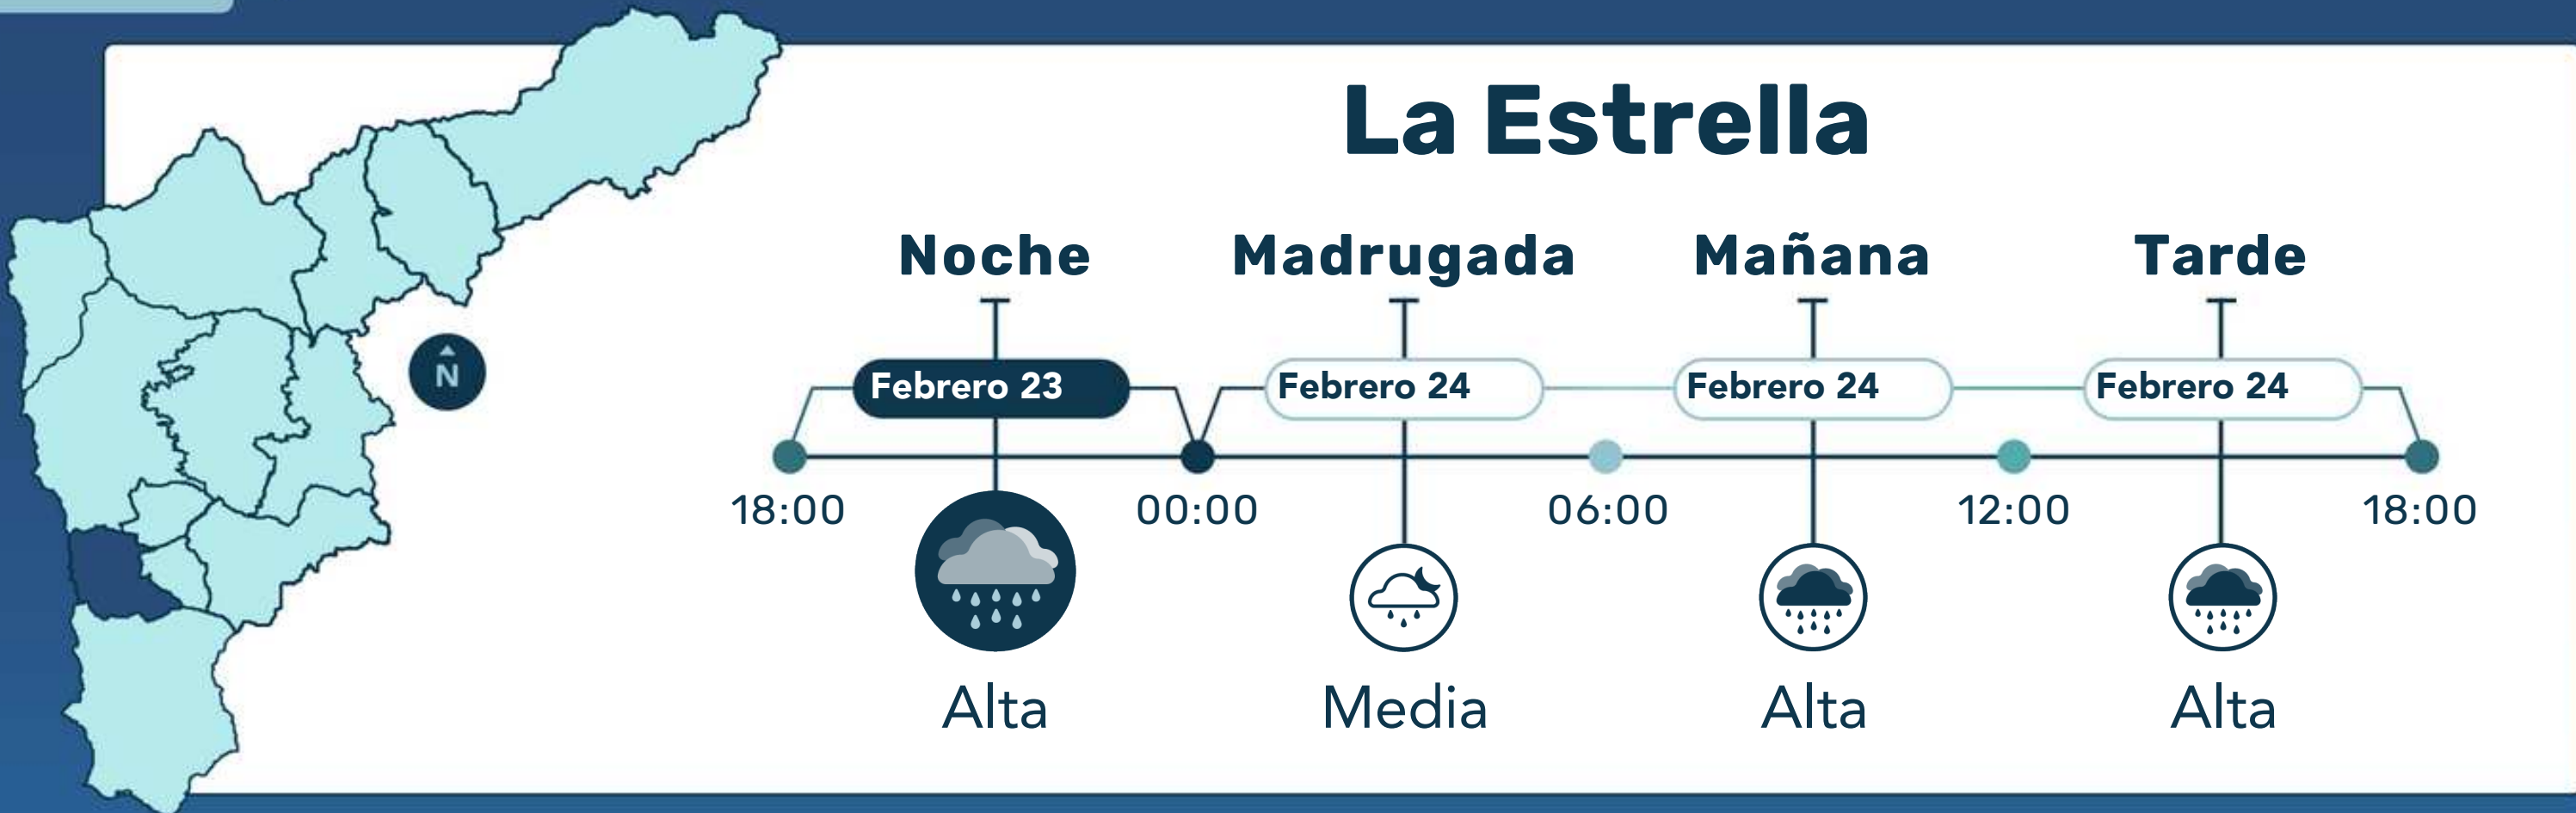 La Estrella
Noche Madrugada Mañana Tarde
Febrero 23 Febrero 24 Febrero 24 Febrero 24
N
18:00 00:00 06:00 12:00 18:00
Alta Media Alta Alta